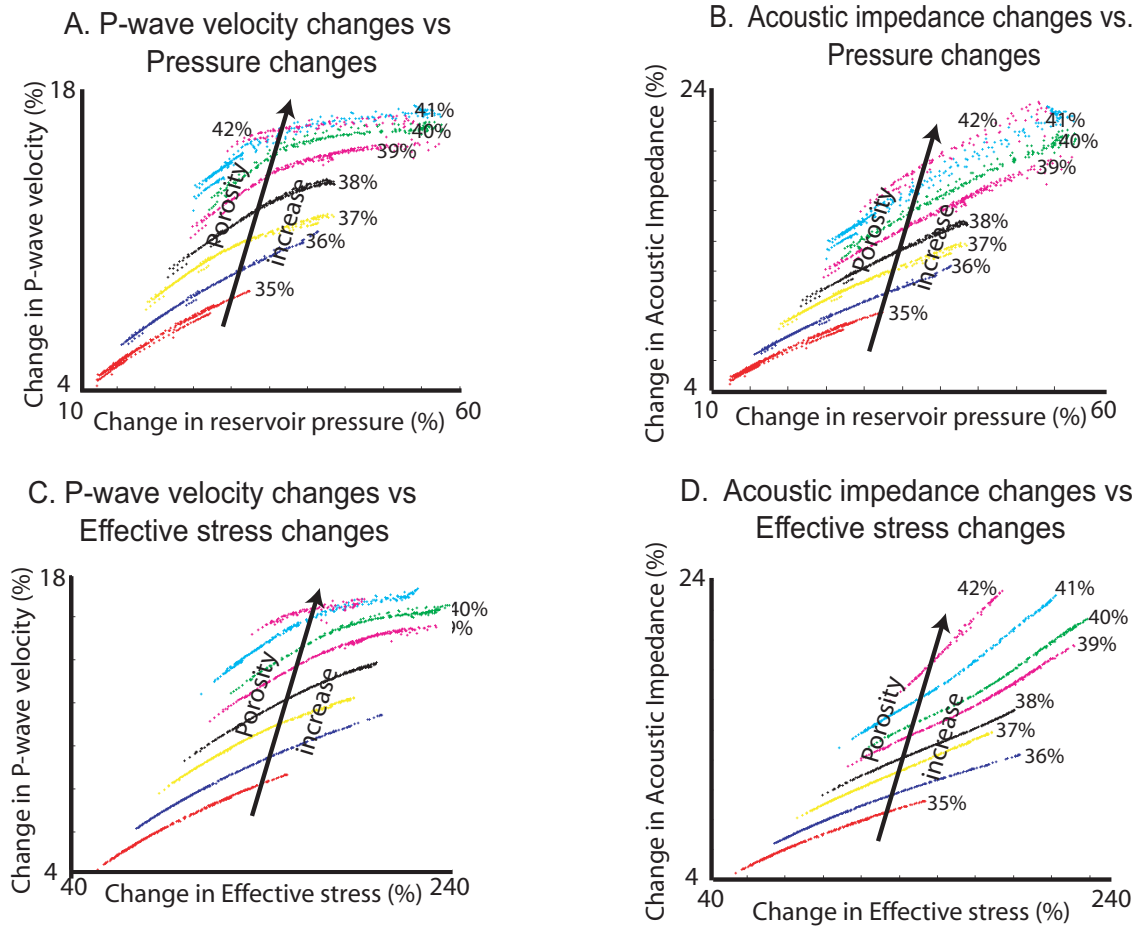 A. P-wave velocity changes vs
Pressure changes
Change in P-wave velocity (%)
18
4
10
60
Change in reservoir pressure (%)
42%
41%
40%
39%
38%
37%
36%
35%
Porosity
increase
B. Acoustic impedance changes vs.
Pressure changes
Change in Acoustic Impedance (%)
24
4
10
60
Change in reservoir pressure (%)
42%
41%
40%
39%
38%
37%
36%
35%
Porosity
increase
C. P-wave velocity changes vs
Effective stress changes
Change in P-wave velocity (%)
18
4
40
240
Change in Effective stress (%)
40%
9%
Porosity
increase
D. Acoustic impedance changes vs
Effective stress changes
Change in Acoustic Impedance (%)
24
4
40
240
Change in Effective stress (%)
42%
41%
40%
39%
38%
37%
36%
35%
Porosity
increase